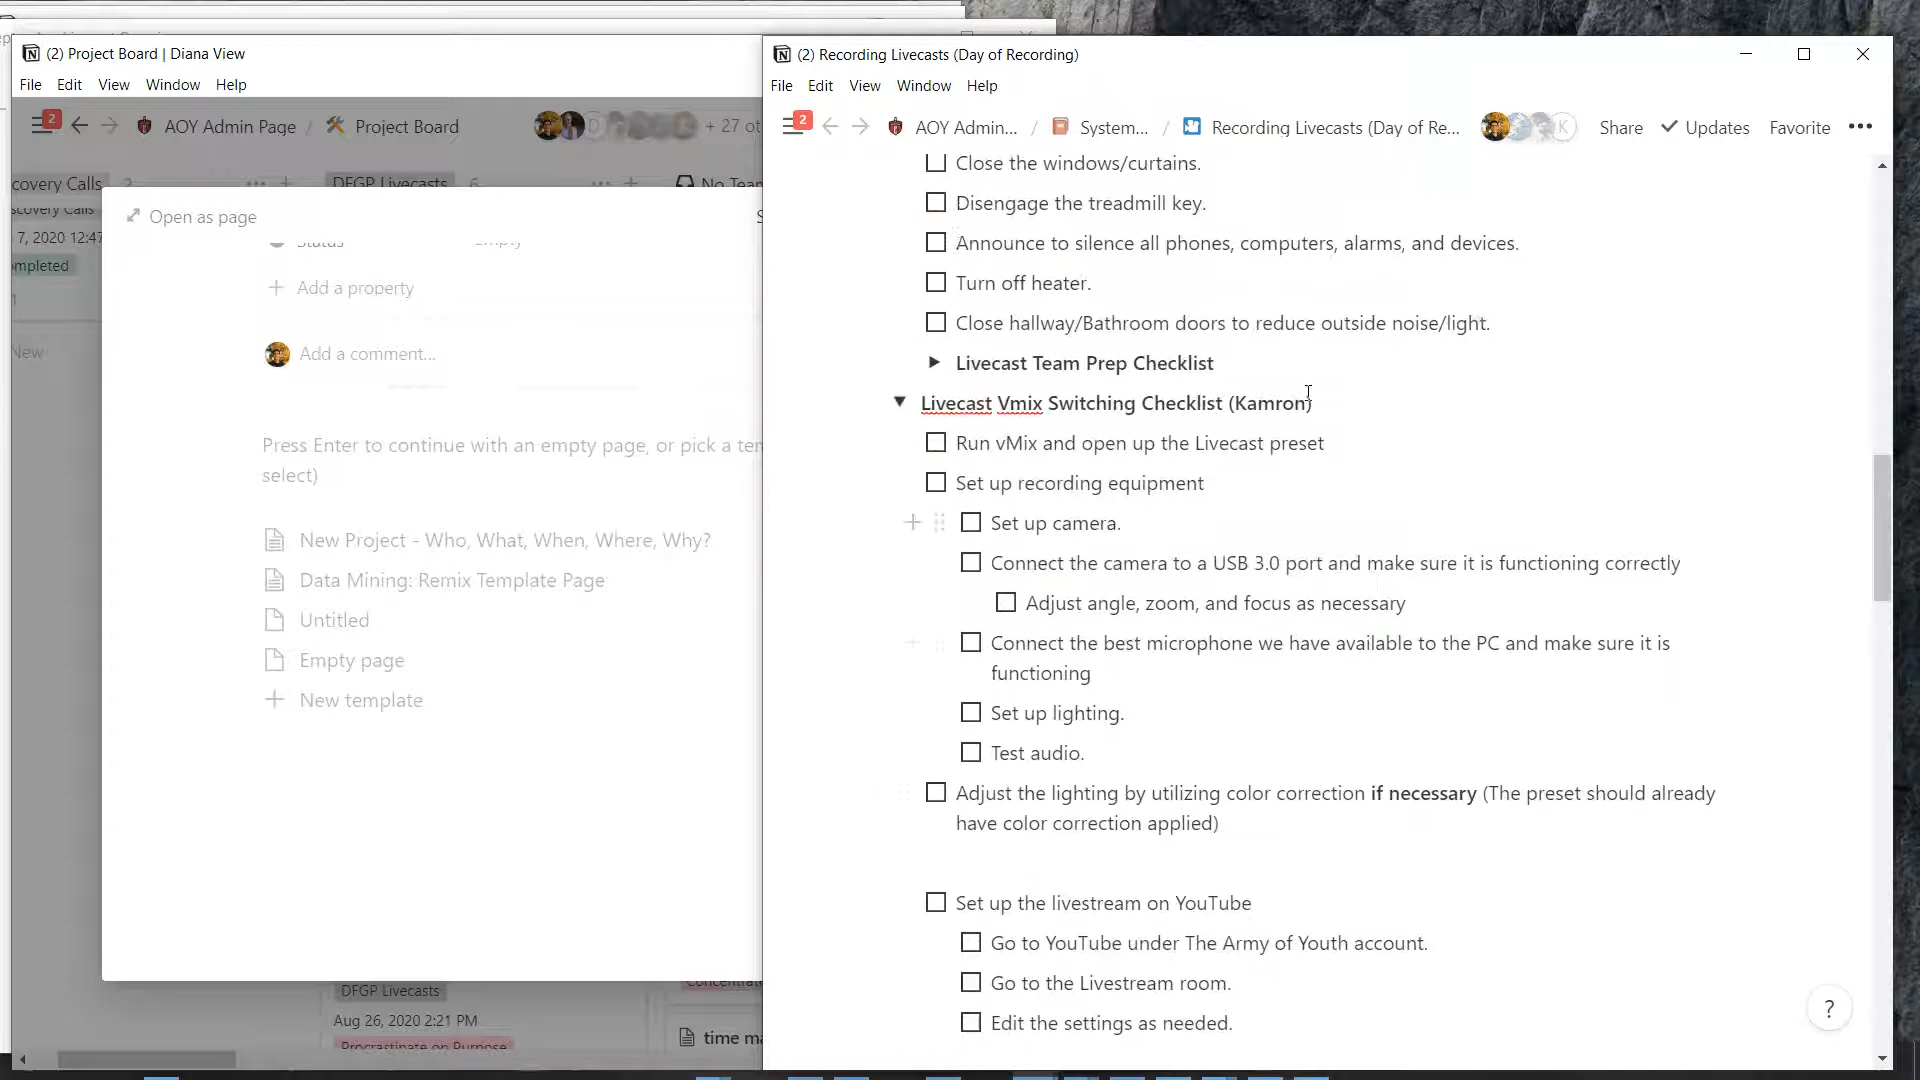 (2) Project Board | Diana View
File Edit View Window Help
2
AOY Admin Page / Project Board
D
+ 27 ot
covery Calls
DFGP Livecasts 6
No Tea
covery Calls
7, 2020 12:47
mpleted
New
Open as page
S
Status Empty
Add a property
Add a comment...
Press Enter to continue with an empty page, or pick a tem
select)
New Project - Who, What, When, Where, Why?
Data Mining: Remix Template Page
Untitled
Empty page
New template
DFGP Livecasts
Aug 26, 2020 2:21 PM
Procrastinate on Purpose
Concentrat
time ma
(2) Recording Livecasts (Day of Recording)
File Edit View Window Help
2
AOY Admin... / System... / Recording Livecasts (Day of Re...
K
Share Updates Favorite
Close the windows/curtains.
Disengage the treadmill key.
Announce to silence all phones, computers, alarms, and devices.
Turn off heater.
Close hallway/Bathroom doors to reduce outside noise/light.
Livecast Team Prep Checklist
Livecast Vmix Switching Checklist (Kamron)
Run vMix and open up the Livecast preset
Set up recording equipment
Set up camera.
Connect the camera to a USB 3.0 port and make sure it is functioning correctly
Adjust angle, zoom, and focus as necessary
Connect the best microphone we have available to the PC and make sure it is
functioning
Set up lighting.
Test audio.
Adjust the lighting by utilizing color correction if necessary (The preset should already
have color correction applied)
Set up the livestream on YouTube
Go to YouTube under The Army of Youth account.
Go to the Livestream room.
Edit the settings as needed.
?